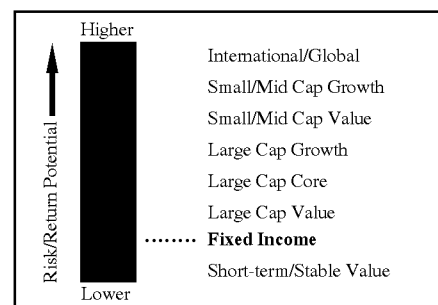 Higher
International/Global
Small/Mid Cap Growth
Small/Mid Cap Value
Large Cap Growth
Large Cap Core
Large Cap Value
Fixed Income
Short-term/Stable Value
Lower
Risk/Return Potential